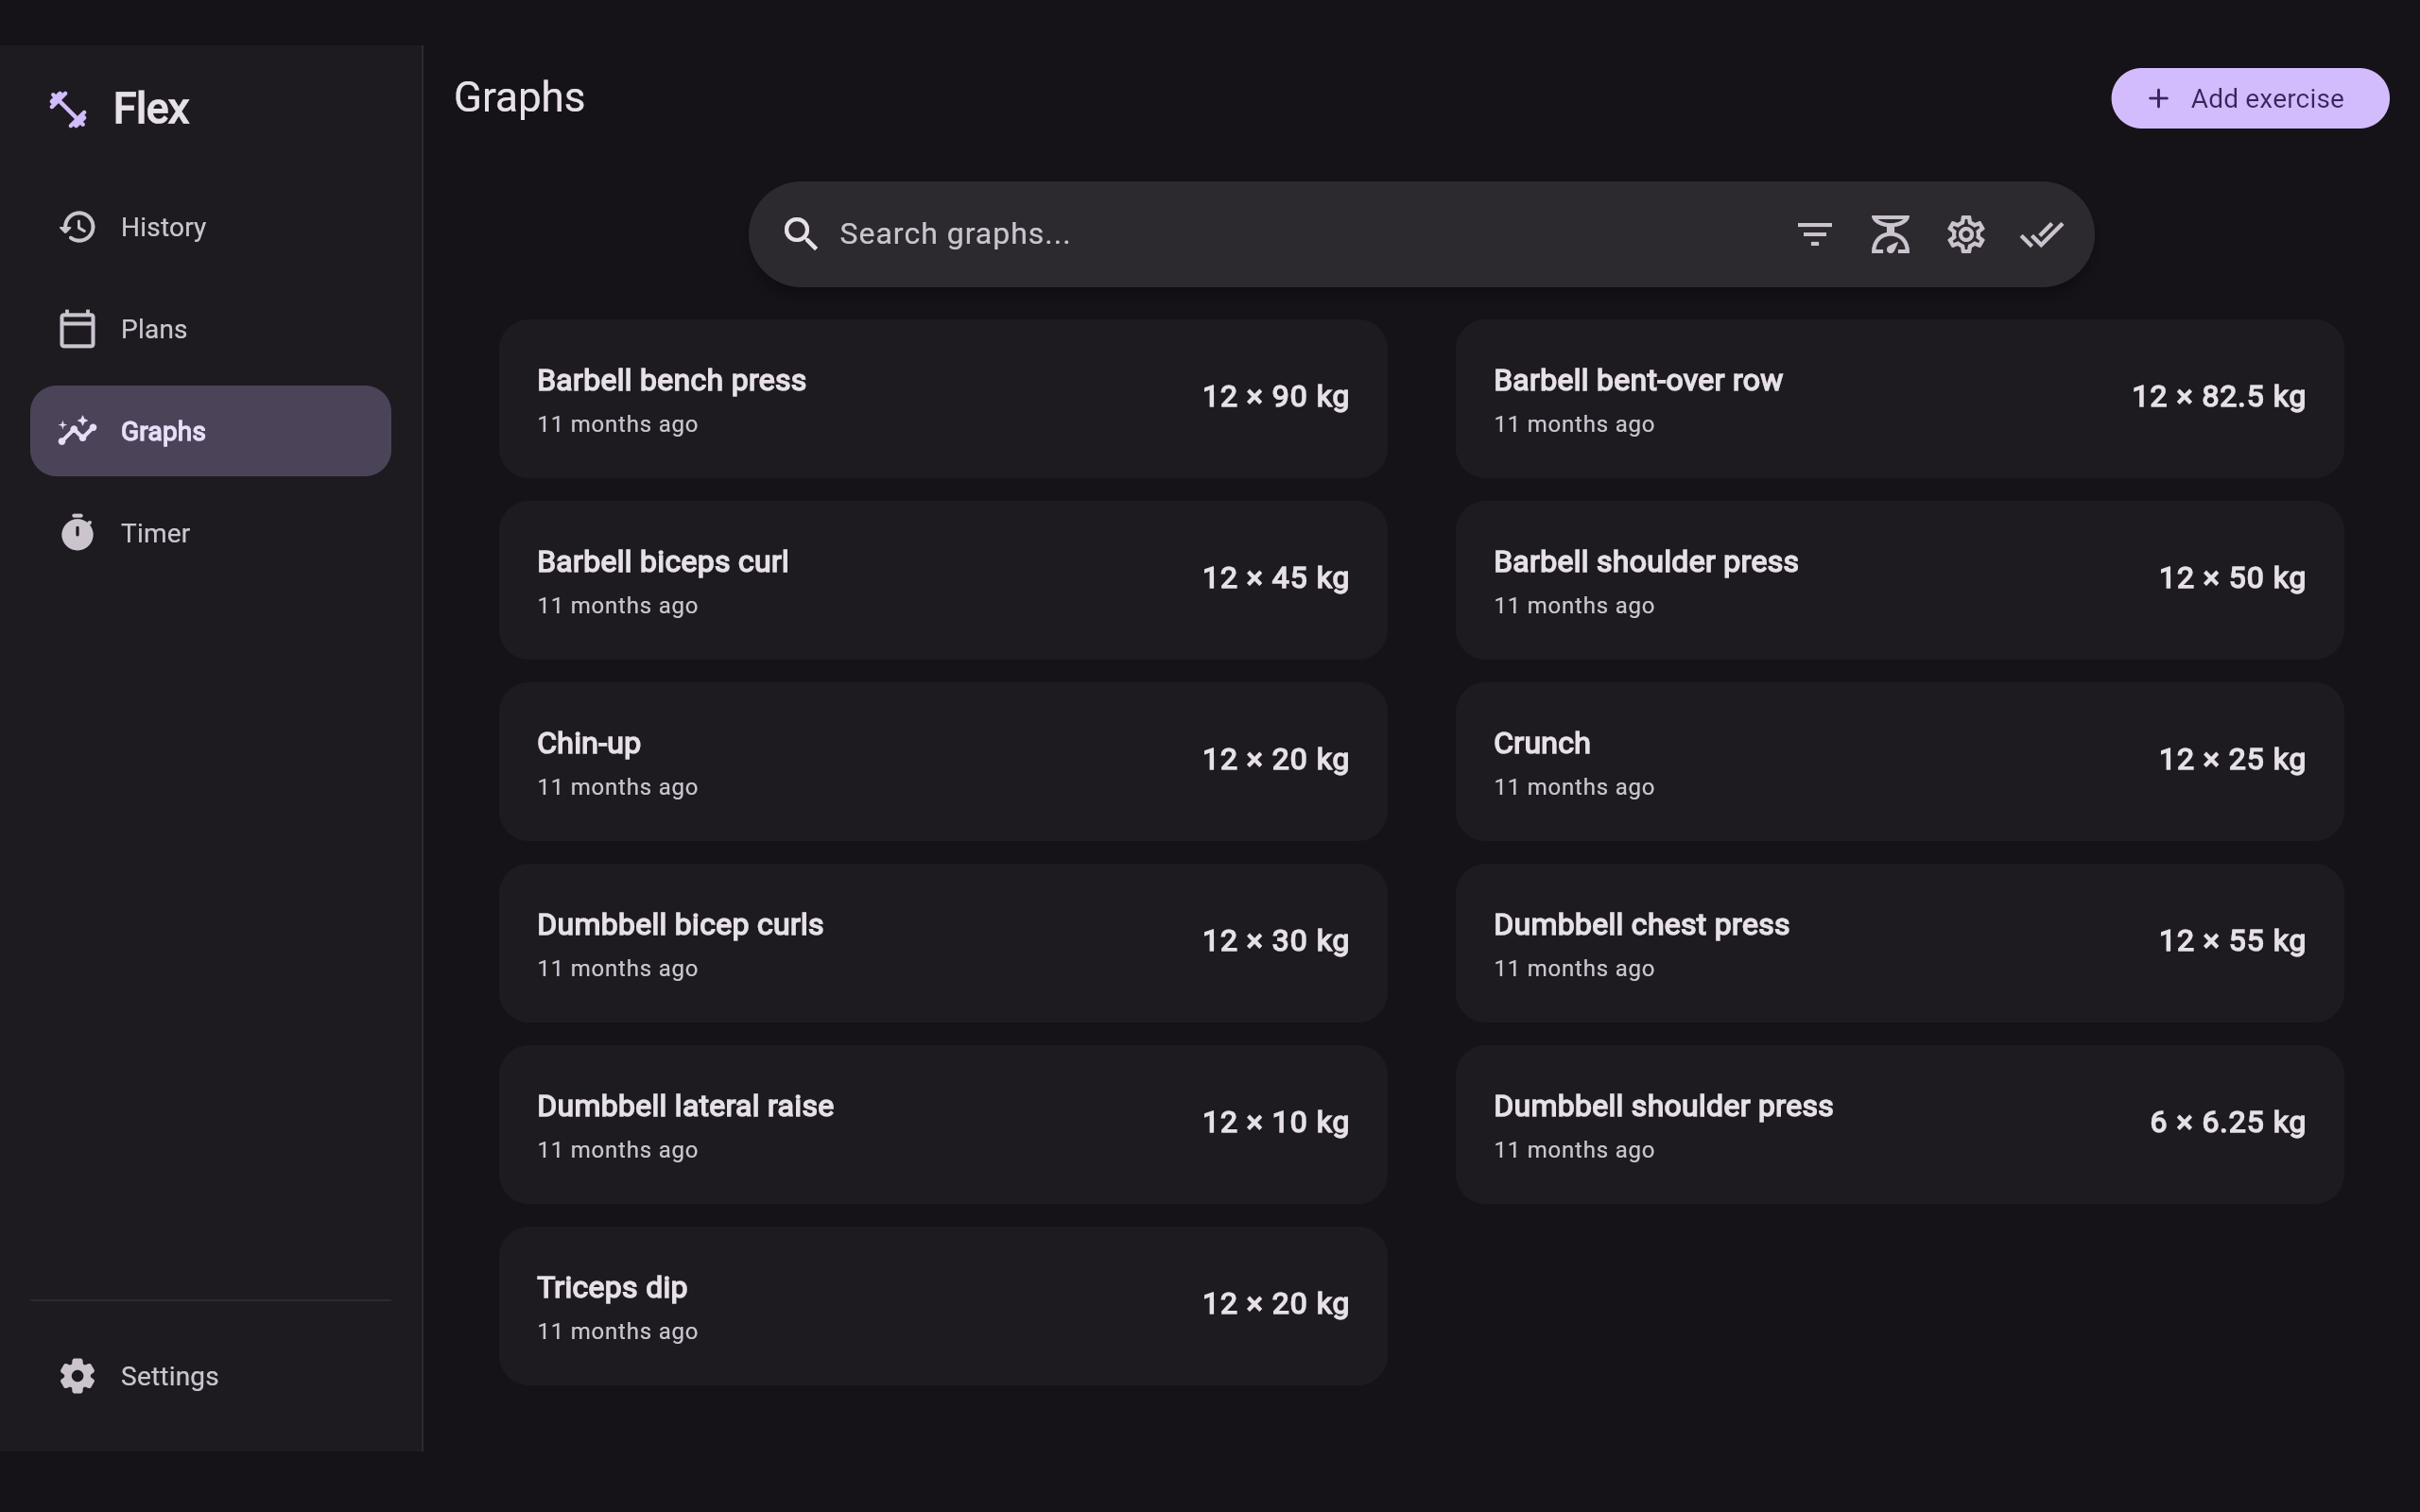 Flex
History
Plans
Graphs
Timer
Settings
Graphs
Add exercise
Search graphs...
Barbell bench press
11 months ago
12 × 90 kg
Barbell bent-over row
11 months ago
12 × 82.5 kg
Barbell biceps curl
11 months ago
12 × 45 kg
Barbell shoulder press
11 months ago
12 × 50 kg
Chin-up
11 months ago
12 × 20 kg
Crunch
11 months ago
12 × 25 kg
Dumbbell bicep curls
11 months ago
12 × 30 kg
Dumbbell chest press
11 months ago
12 × 55 kg
Dumbbell lateral raise
11 months ago
12 × 10 kg
Dumbbell shoulder press
11 months ago
6 × 6.25 kg
Triceps dip
11 months ago
12 × 20 kg